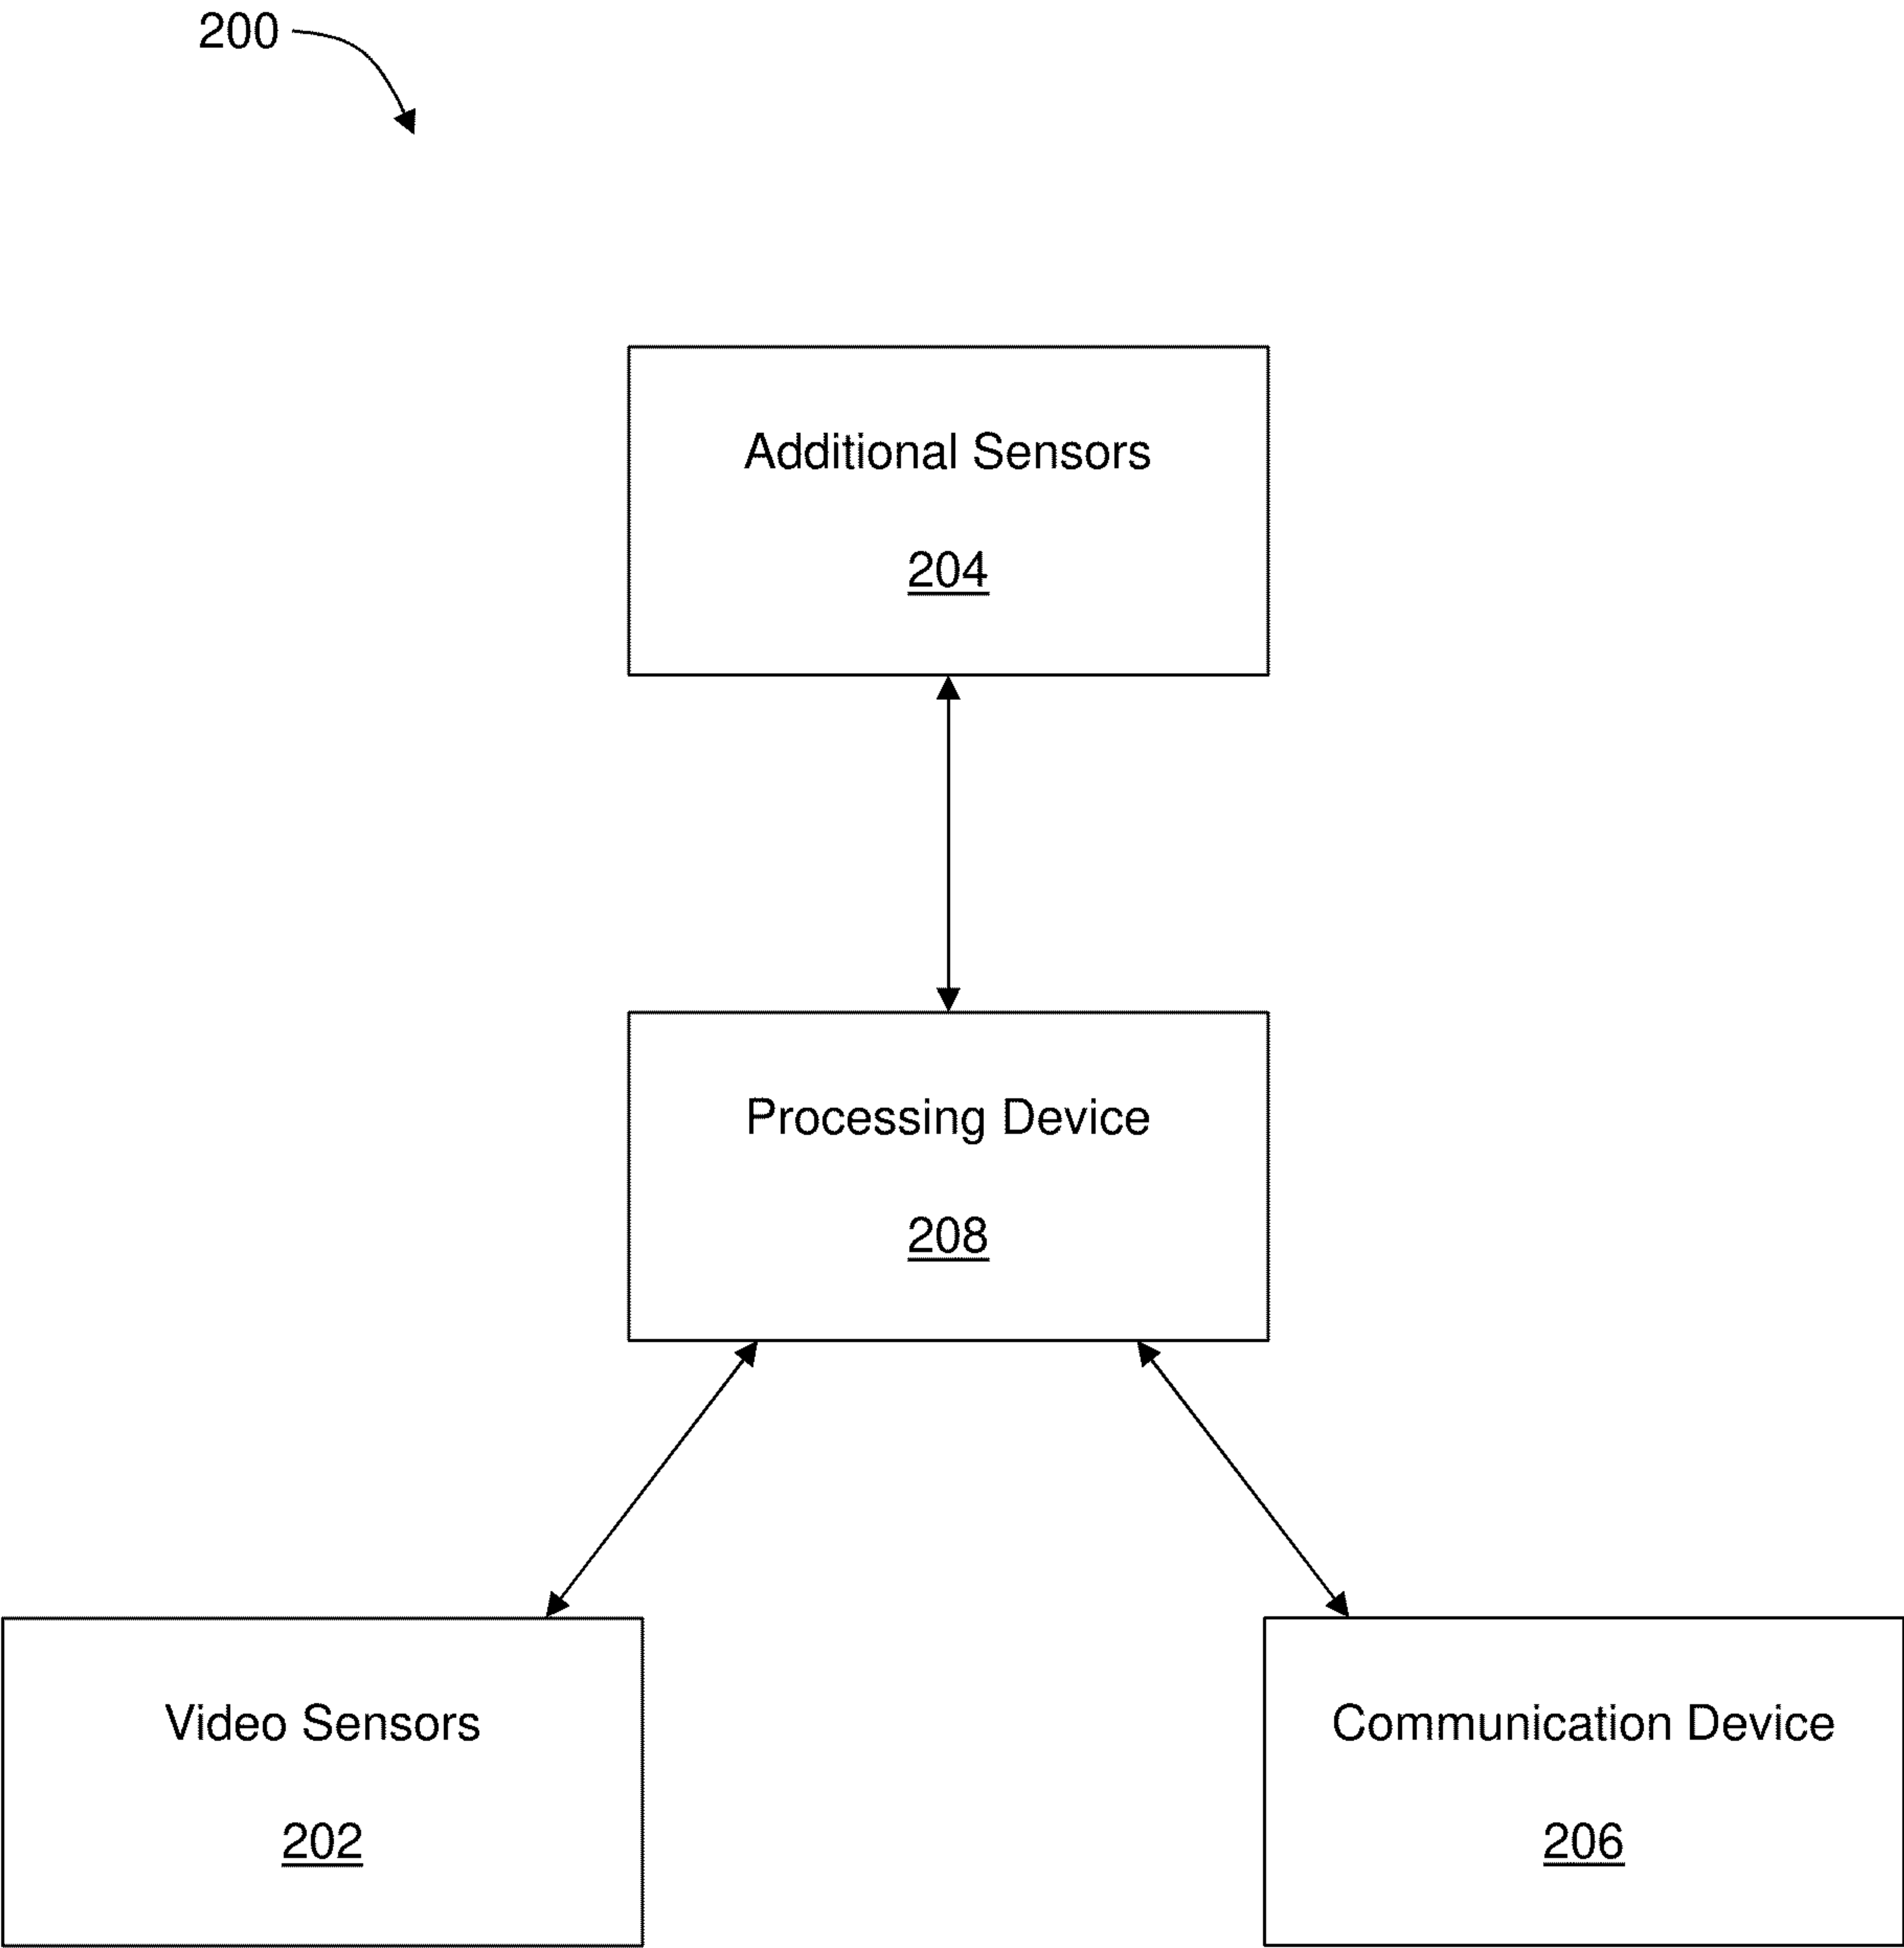 200
Additional Sensors
204
Processing Device
208
Video Sensors
202
Communication Device
206